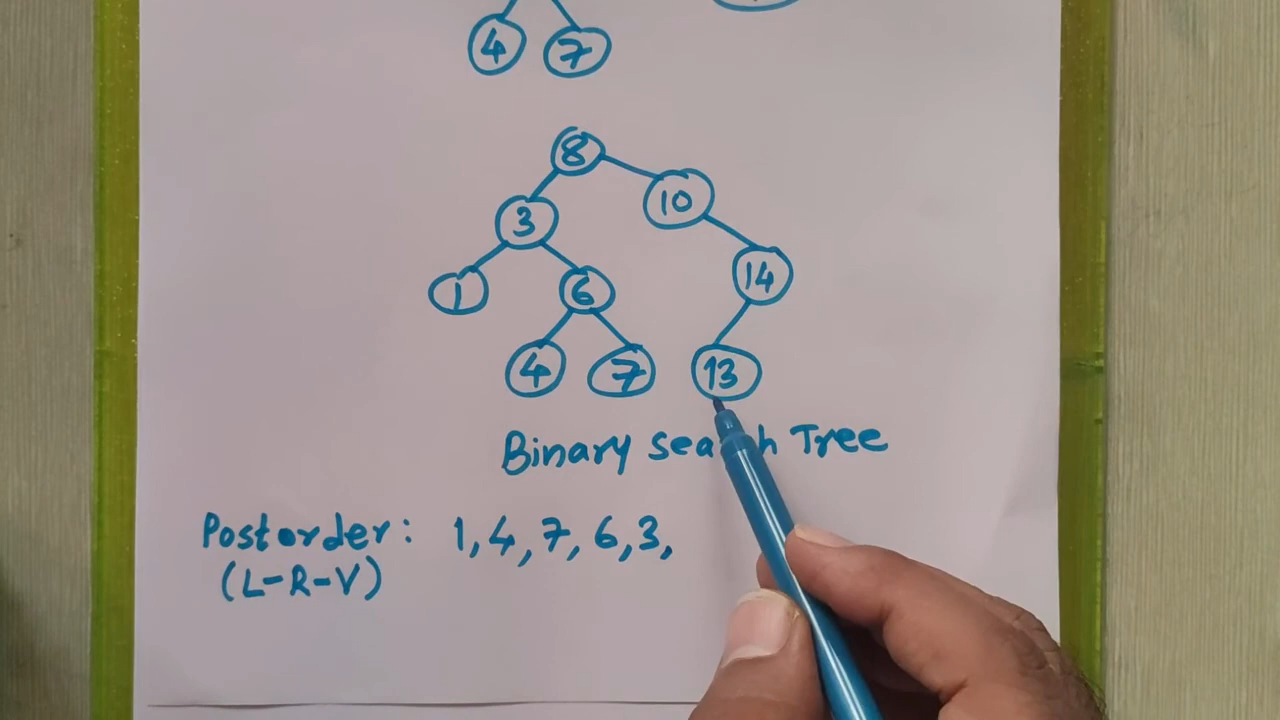 4 7
8
10
3
14
1 6
4 7 13
Binary Search Tree
Postorder: 1,4,7,6,3,
(L-R-V)